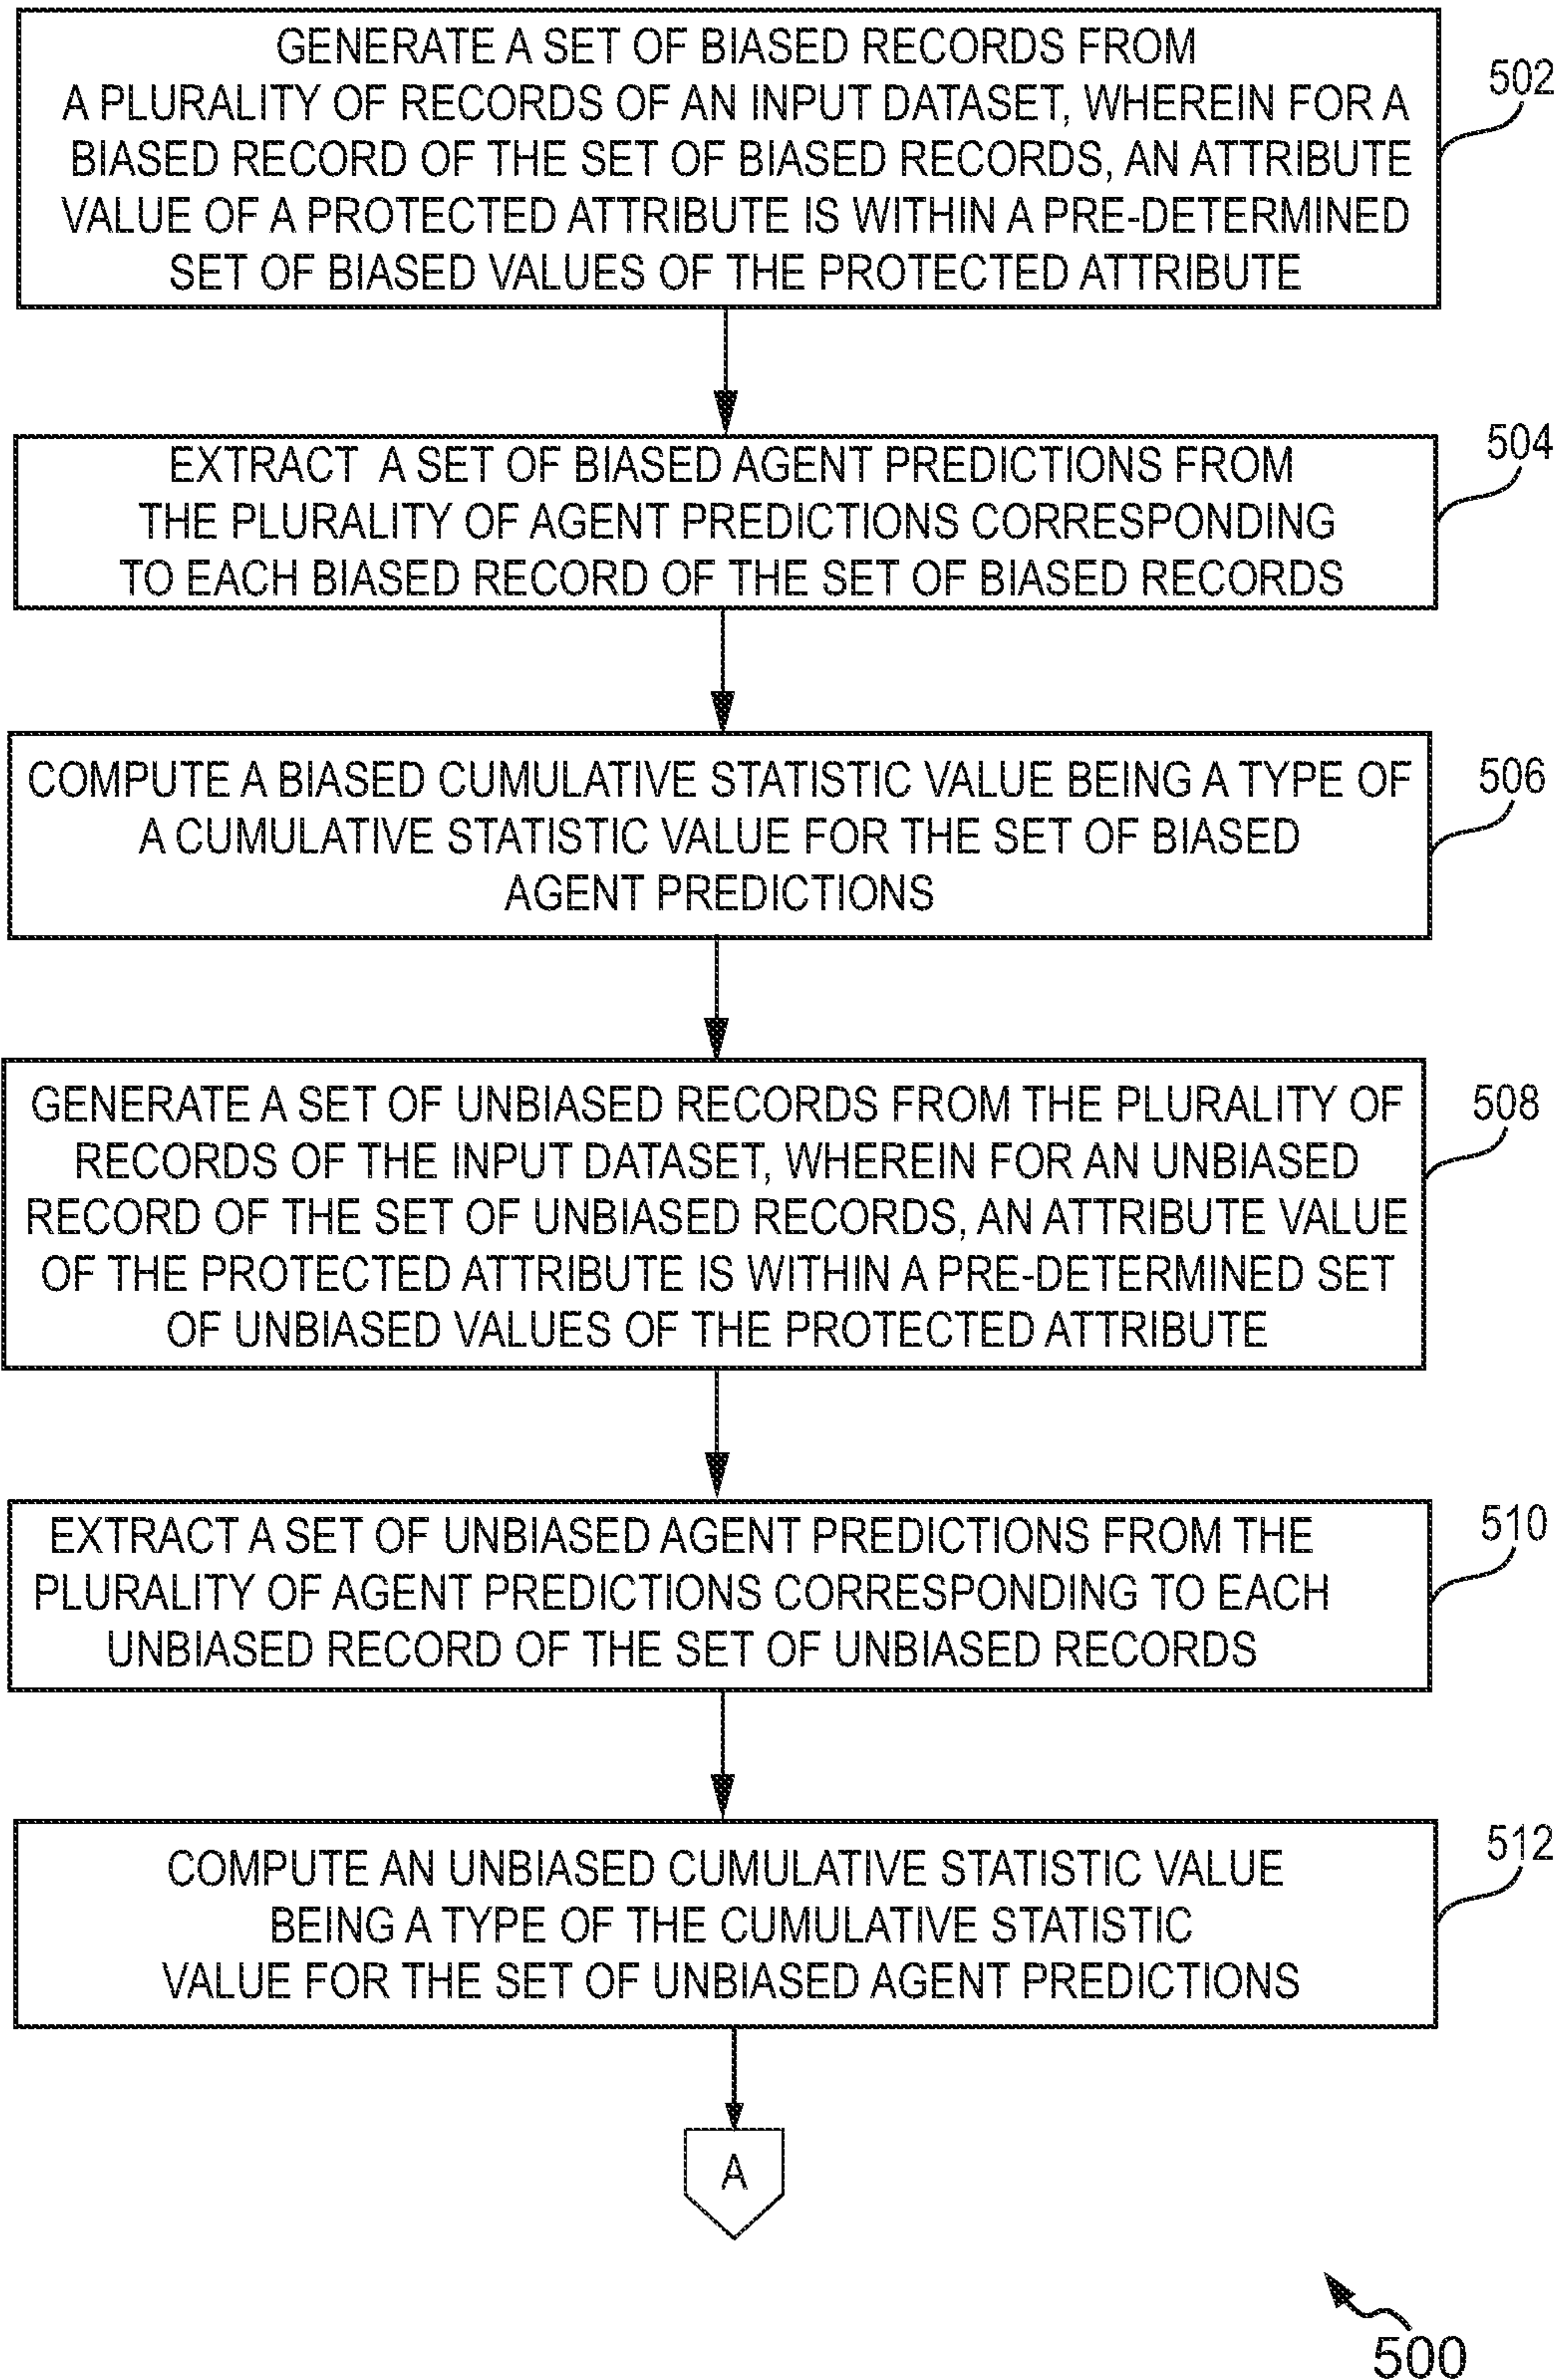 GENERATE A SET OF BIASED RECORDS FROM
A PLURALITY OF RECORDS OF AN INPUT DATASET, WHEREIN FOR A
BIASED RECORD OF THE SET OF BIASED RECORDS, AN ATTRIBUTE
VALUE OF A PROTECTED ATTRIBUTE IS WITHIN A PRE-DETERMINED
SET OF BIASED VALUES OF THE PROTECTED ATTRIBUTE
502
EXTRACT A SET OF BIASED AGENT PREDICTIONS FROM
THE PLURALITY OF AGENT PREDICTIONS CORRESPONDING
TO EACH BIASED RECORD OF THE SET OF BIASED RECORDS
504
COMPUTE A BIASED CUMULATIVE STATISTIC VALUE BEING A TYPE OF
A CUMULATIVE STATISTIC VALUE FOR THE SET OF BIASED
AGENT PREDICTIONS
506
GENERATE A SET OF UNBIASED RECORDS FROM THE PLURALITY OF
RECORDS OF THE INPUT DATASET, WHEREIN FOR AN UNBIASED
RECORD OF THE SET OF UNBIASED RECORDS, AN ATTRIBUTE VALUE
OF THE PROTECTED ATTRIBUTE IS WITHIN A PRE-DETERMINED SET
OF UNBIASED VALUES OF THE PROTECTED ATTRIBUTE
508
EXTRACT A SET OF UNBIASED AGENT PREDICTIONS FROM THE
PLURALITY OF AGENT PREDICTIONS CORRESPONDING TO EACH
UNBIASED RECORD OF THE SET OF UNBIASED RECORDS
510
COMPUTE AN UNBIASED CUMULATIVE STATISTIC VALUE
BEING A TYPE OF THE CUMULATIVE STATISTIC
VALUE FOR THE SET OF UNBIASED AGENT PREDICTIONS
512
A
500